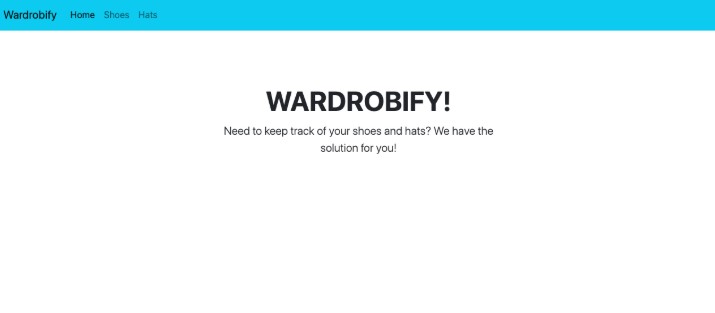 Wardrobify Home Shoes Hats
WARDROBIFY!
Need to keep track of your shoes and hats? We have the
solution for you!